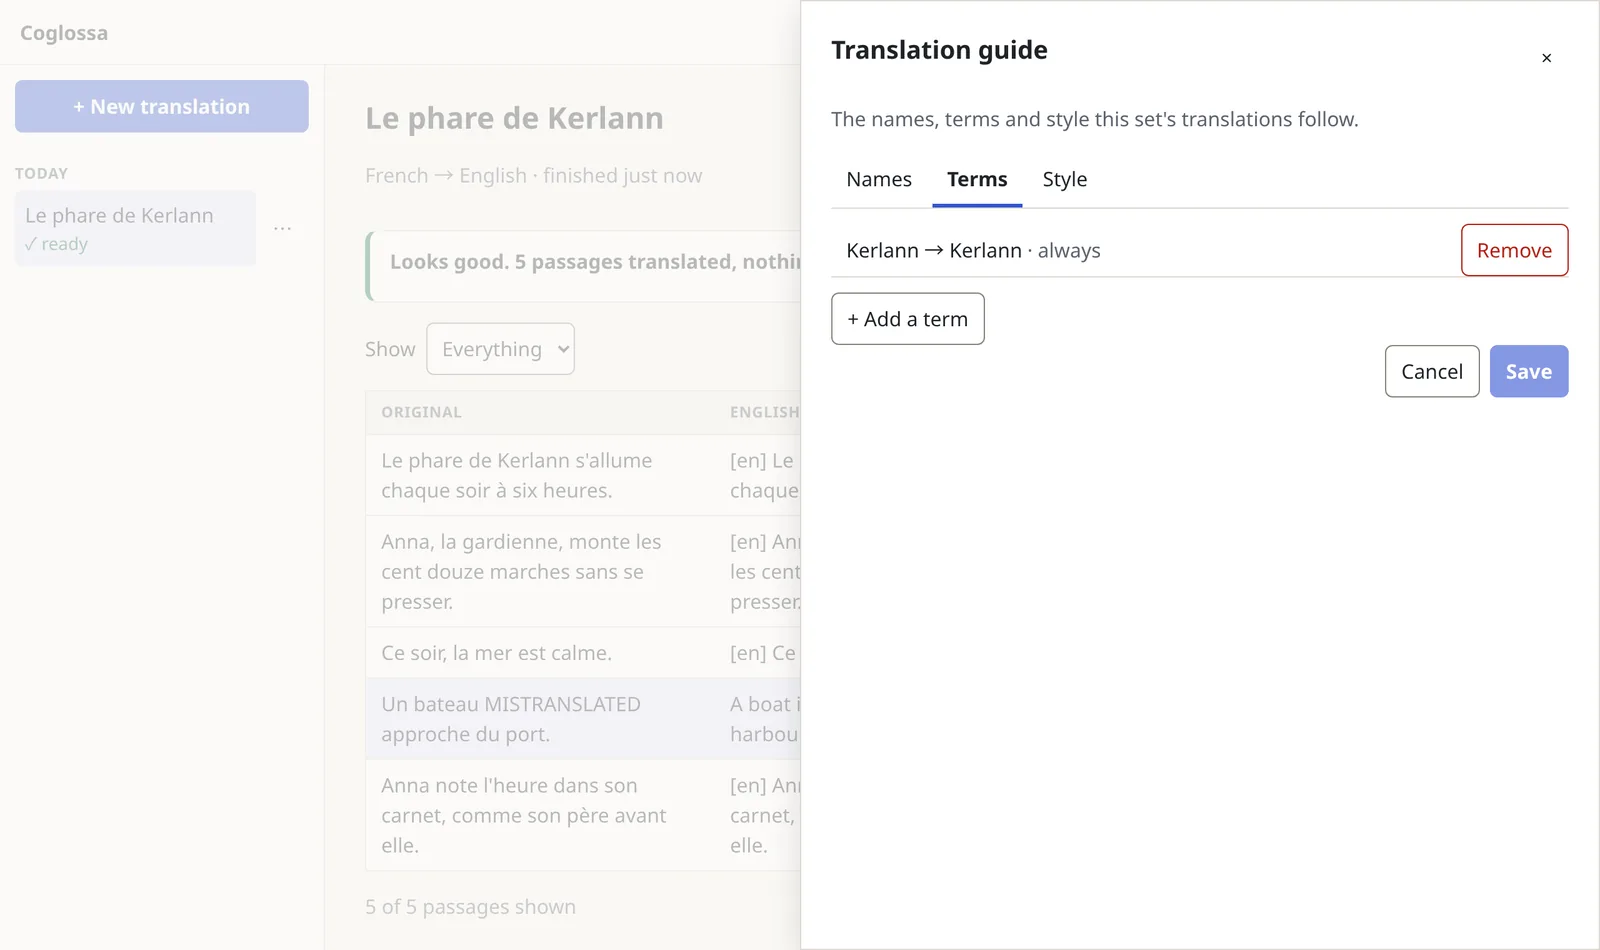 Coglossa
+ New translation
TODAY
Le phare de Kerlann
✓ ready
...
Le phare de Kerlann
French → English · finished just now
Looks good. 5 passages translated,
Show
Everything
ORIGINAL
ENGLISH
Le phare de Kerlann s'allume
chaque soir à six heures.
[en] Le
chaque
Anna, la gardienne, monte les
cent douze marches sans se
presser.
[en]
les cent
presser.
Ce soir, la mer est calme.
[en] Ce
Un bateau MISTRANSLATED
approche du port.
A boat
Anna note l'heure dans son
carnet, comme son père avant
elle.
[en]
carnet,
elle.
5 of 5 passages shown
Translation guide
×
The names, terms and style this set's translations follow.
Names
Terms
Style
Kerlann → Kerlann · always
Remove
+ Add a term
Cancel
Save